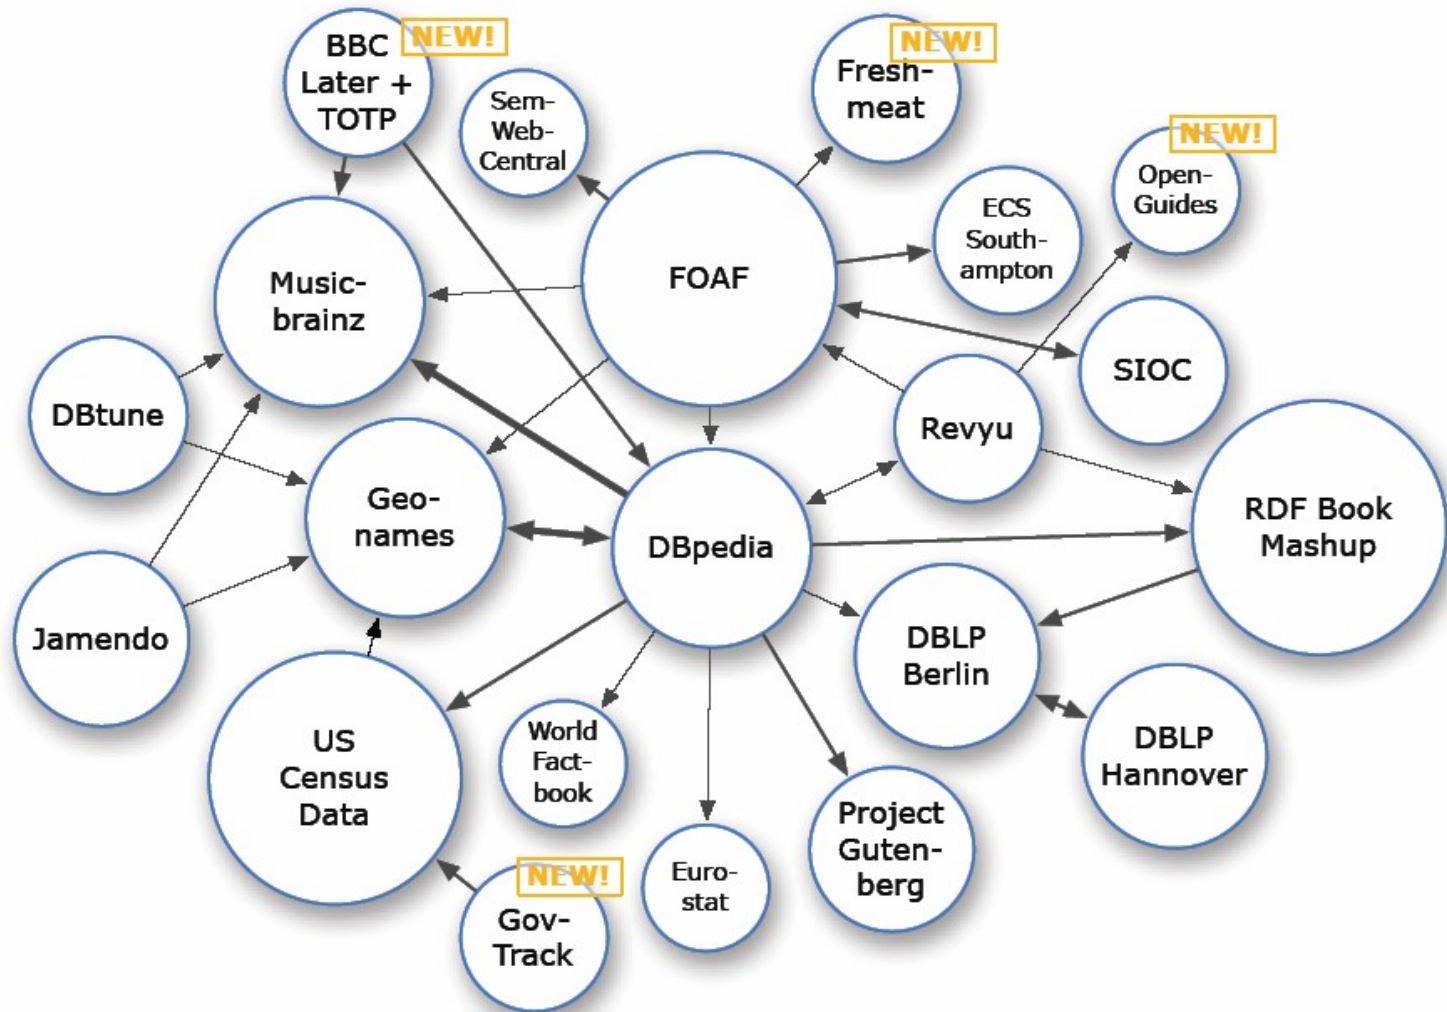 BBC
Later +
TOTP
NEW!
Sem-
Web-
Central
NEW!
Fresh-
meat
NEW!
Open-
Guides
ECS
South-
ampton
FOAF
Music-
brainz
SIOC
DBtune
Revyu
Geo-
names
DBpedia
RDF Book
Mashup
Jamendo
DBLP
Berlin
US
Census
Data
World
Fact-
book
DBLP
Hannover
Project
Guten-
berg
Euro-
stat
NEW!
Gov-
Track